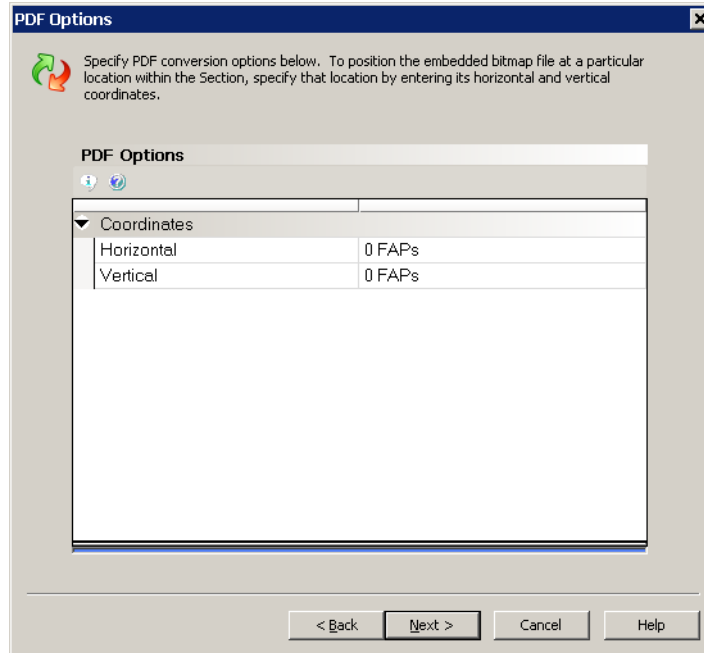 PDF Options
Specify PDF conversion options below. To position the embedded bitmap file at a particular
location within the Section, specify that location by entering its horizontal and vertical
coordinates.
PDF Options
Coordinates
Horizontal 0 FAPs
Vertical 0 FAPs
< Back Next > Cancel Help